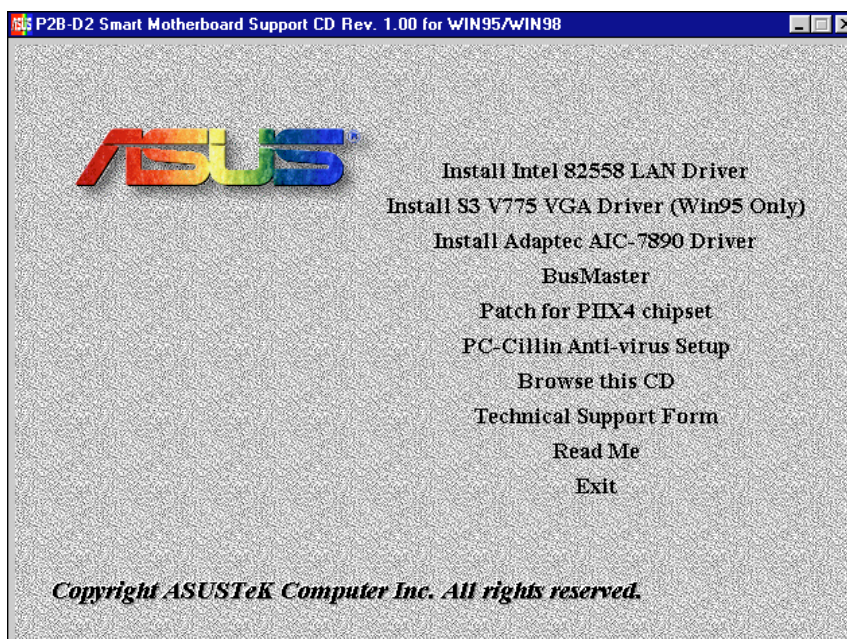 P2B-D2 Smart Motherboard Support CD Rev. 1.00 for WIN95/WIN98
ASUS
Install Intel 82558 LAN Driver
Install S3 V775 VGA Driver (Win95 Only)
Install Adaptec AIC-7890 Driver
BusMaster
Patch for PIIX4 chipset
PC-Cillin Anti-virus Setup
Browse this CD
Technical Support Form
Read Me
Exit
Copyright ASUSTeK Computer Inc. All rights reserved.